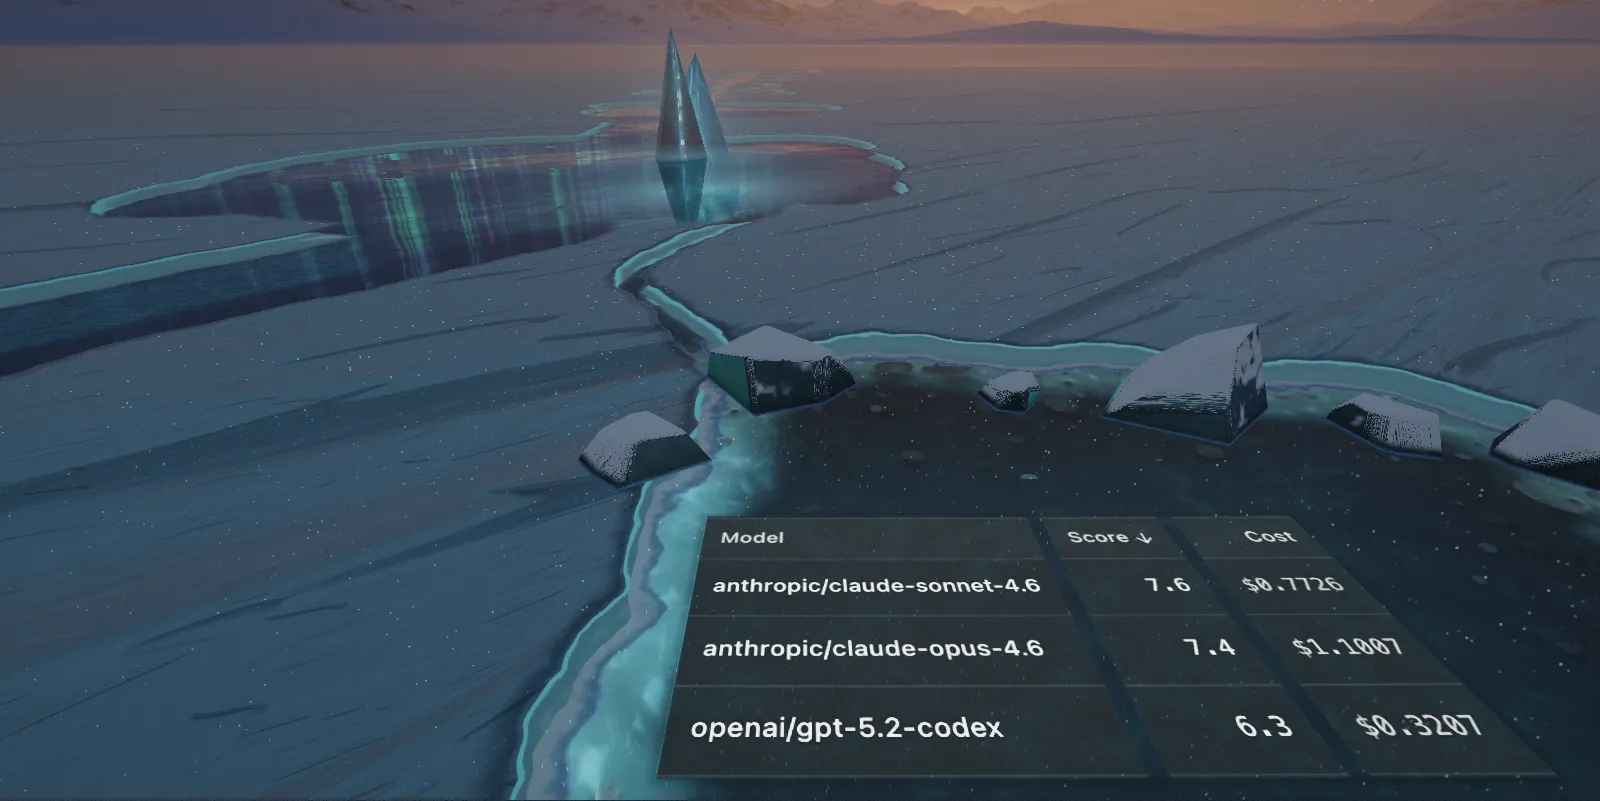 Model Score ↓ Cost
anthropic/claude-sonnet-4.6 7.6 $0.7726
anthropic/claude-opus-4.6 7.4 $1.1007
openai/gpt-5.2-codex 6.3 $0.3207